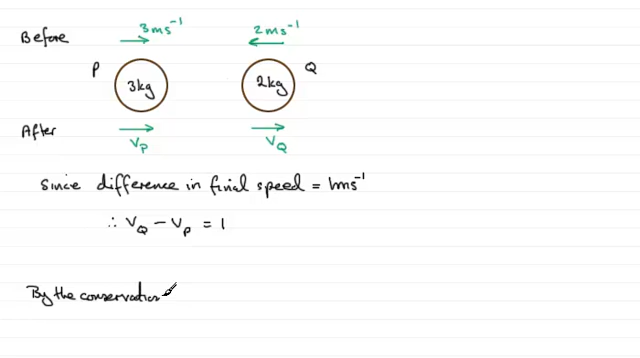 Before 3ms⁻¹ 2ms⁻¹
P 3kg 2kg Q
After V_P V_Q
Since difference in final speed = 1ms⁻¹
∴ V_Q − V_P = 1
By the conservation